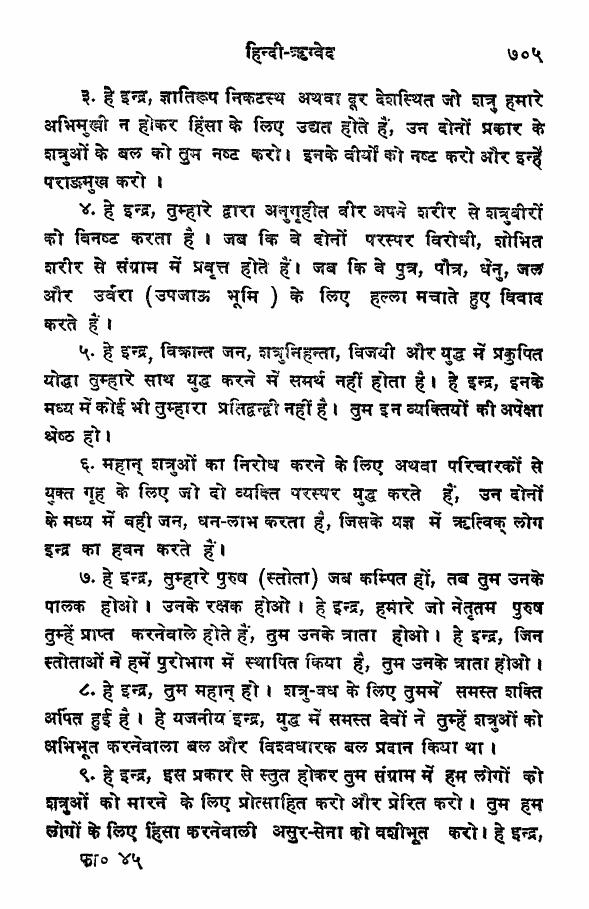 हिन्दी-ऋग्वेद ७०५
३. हे इन्द्र, ज्ञातिरूप निकटस्थ अथवा दूर देशस्थित जो शत्रु हमारे
अभिमुखी न होकर हिंसा के लिए उद्यत होते हैं, उन दोनों प्रकार के
शत्रुओं के बल को तुम नष्ट करो। इनके वीर्यों को नष्ट करो और इन्हें
पराङमुख करो ।
४. हे इन्द्र, तुम्हारे द्वारा अनुगृहीत वीर अपने शरीर से शत्रुवीरों
को विनष्ट करता है । जब कि वे दोनों परस्पर विरोधी, शोभित
शरीर से संग्राम में प्रवृत्त होते हैं। जब कि वे पुत्र, पौत्र, धेनु, जल
और उर्वरा (उपजाऊ भूमि ) के लिए हल्ला मचाते हुए विवाद
करते हैं ।
५. हे इन्द्र, विक्रान्त जन, शत्रुनिहन्ता, विजयी और युद्ध में प्रकुपित
योद्धा तुम्हारे साथ युद्ध करने में समर्थ नहीं होता है। हे इन्द्र, इनके
मध्य में कोई भी तुम्हारा प्रतिद्वन्द्वी नहीं है। तुम इन व्यक्तियों की अपेक्षा
श्रेष्ठ हो।
६. महान् शत्रुओं का निरोध करने के लिए अथवा परिचारकों से
युक्त गृह के लिए जो दो व्यक्ति परस्पर युद्ध करते हैं, उन दोनों
के मध्य में वही जन, धन-लाभ करता है, जिसके यज्ञ में ऋत्विक् लोग
इन्द्र का हवन करते हैं।
७. हे इन्द्र, तुम्हारे पुरुष (स्तोता) जब कम्पित हों, तब तुम उनके
पालक होओ । उनके रक्षक होओ । हे इन्द्र, हमारे जो नेतृतम पुरुष
तुम्हें प्राप्त करनेवाले होते हैं, तुम उनके त्राता होओ । हे इन्द्र, जिन
स्तोताओं ने हमें पुरोभाग में स्थापित किया है, तुम उनके त्राता होओ ।
८. हे इन्द्र, तुम महान् हो । शत्रु-वध के लिए तुममें समस्त शक्ति
अर्पित हुई है । हे यजनीय इन्द्र, युद्ध में समस्त देवों ने तुम्हें शत्रुओं को
अभिभूत करनेवाला बल और विश्वधारक बल प्रदान किया था ।
९. हे इन्द्र, इस प्रकार से स्तुत होकर तुम संग्राम में हम लोगों को
शत्रुओं को मारने के लिए प्रोत्साहित करो और प्रेरित करो । तुम हम
लोगों के लिए हिंसा करनेवाली असुर-सेना को वशीभूत करो। हे इन्द्र,
फा० ४५